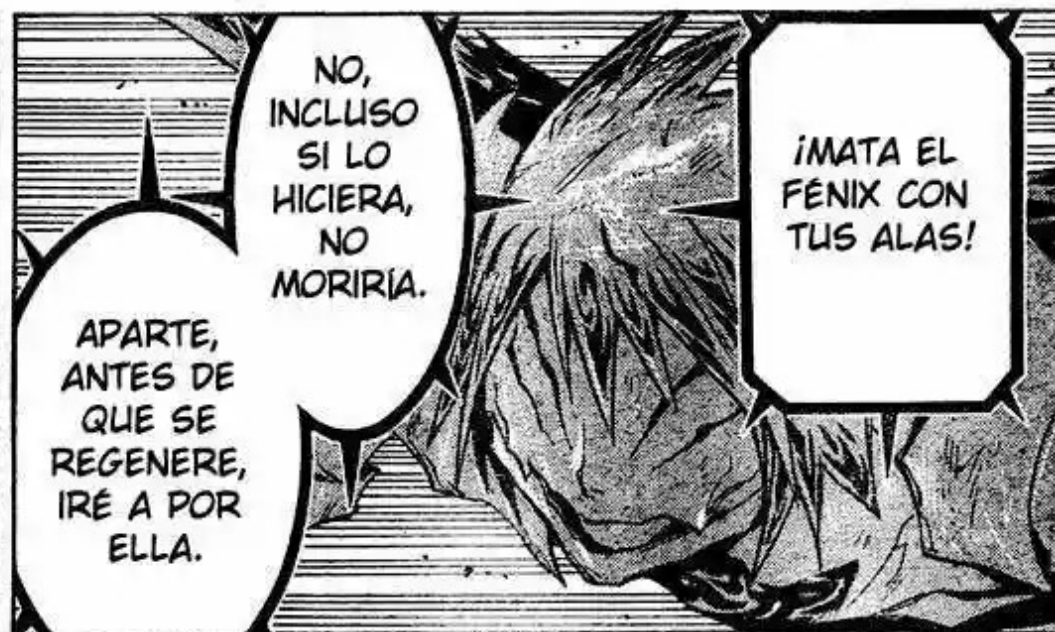 ¡MATA EL
FÉNIX CON
TUS ALAS!
NO,
INCLUSO
SI LO
HICIERA,
NO
MORIRÍA.
APARTE,
ANTES DE
QUE SE
REGENERE,
IRÉ A POR
ELLA.